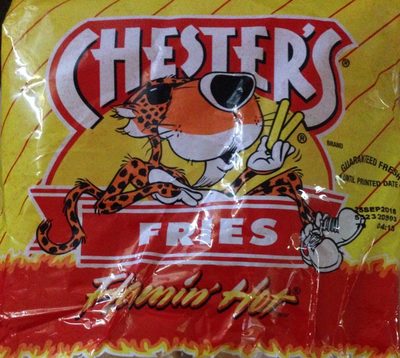 CHESTER'S®
®
BRAND
GUARANTEED FRESH
UNTIL PRINTED DATE
FRIES
Flamin' Hot®